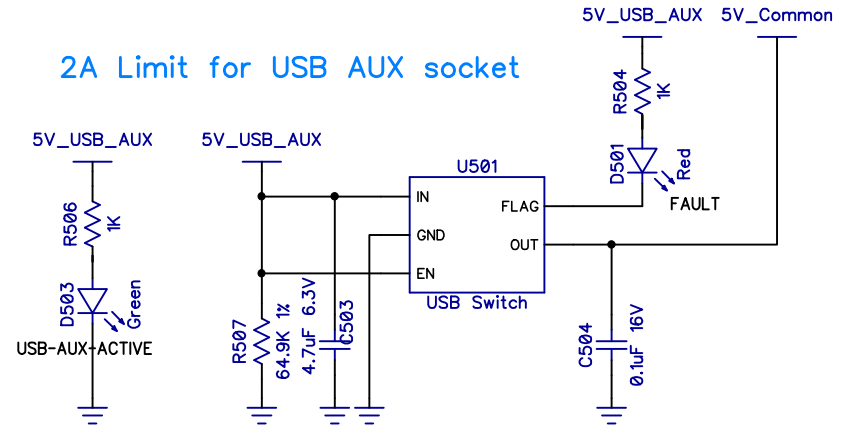 5V_USB_AUX
5V_Common
2A Limit for USB AUX socket
R504
1K
5V_USB_AUX
5V_USB_AUX
D501
Red
U501
IN
FLAG
FAULT
R506
1K
GND
OUT
EN
USB Switch
D503
Green
USB-AUX-ACTIVE
R507
64.9K 1%
4.7uF 6.3V
C503
C504
0.1uF 16V